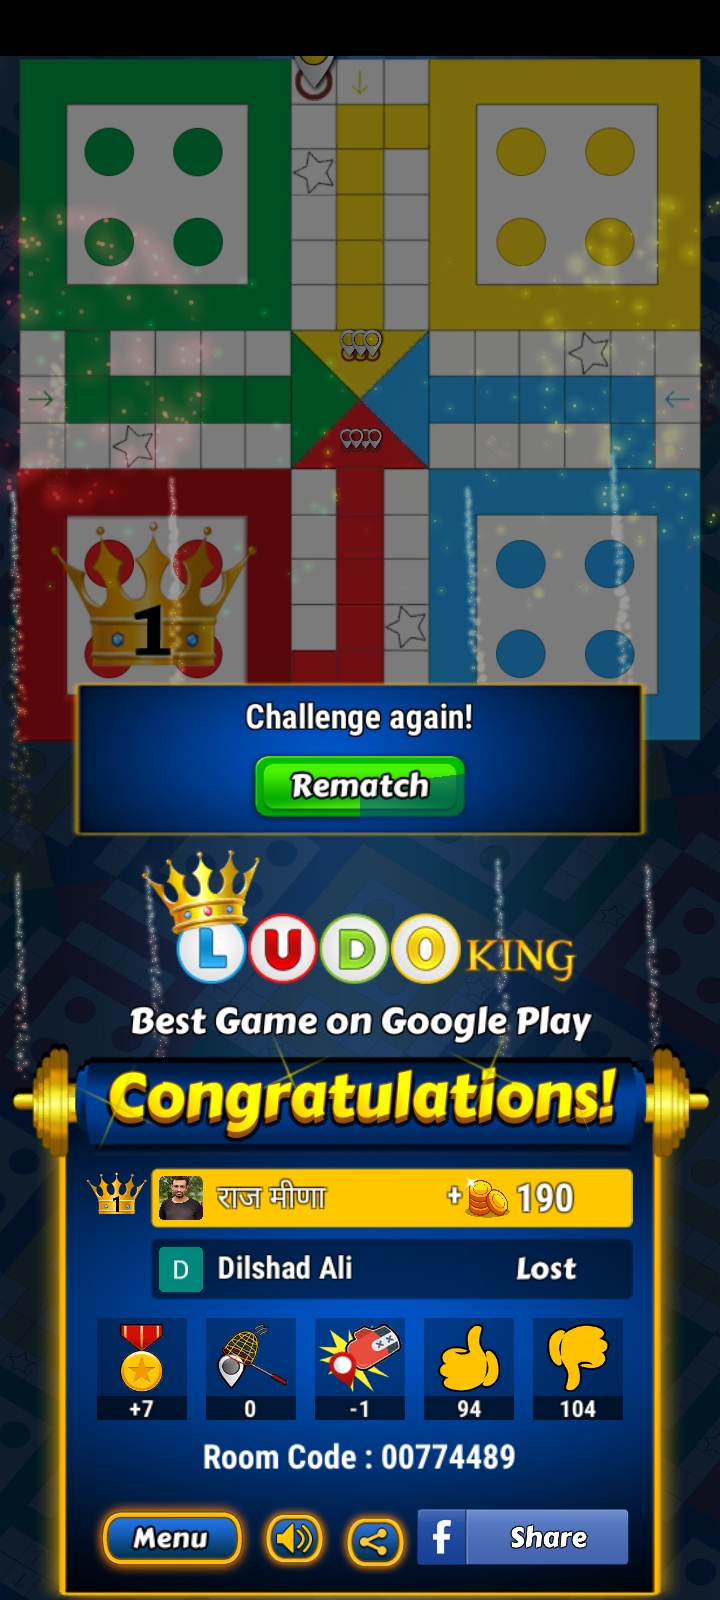 1
Challenge again!
Rematch
LUDO KING
Best Game on Google Play
Congratulations!
1 राज मीणा + 190
D Dilshad Ali Lost
+7 0 -1 94 104
Room Code : 00774489
Menu f Share